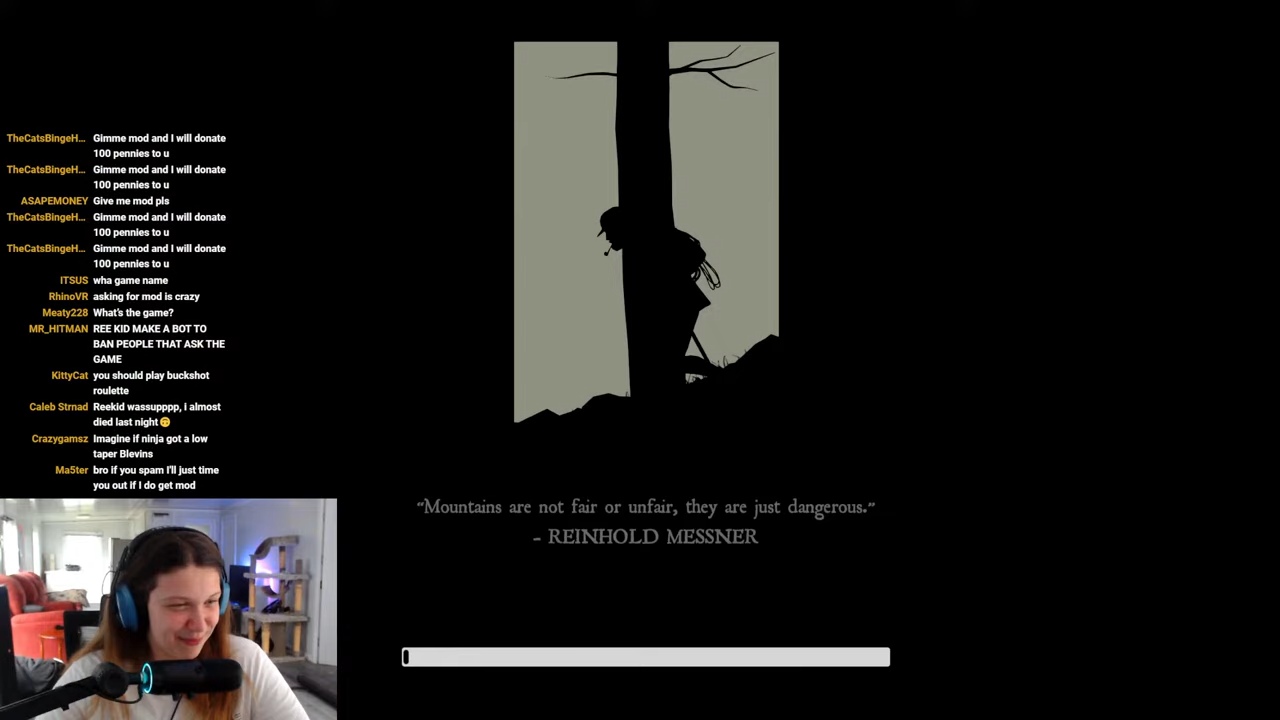 TheCatsBingeH... Gimme mod and I will donate
100 pennies to u
TheCatsBingeH... Gimme mod and I will donate
100 pennies to u
ASAPEMONEY Give me mod pls
TheCatsBingeH... Gimme mod and I will donate
100 pennies to u
TheCatsBingeH... Gimme mod and I will donate
100 pennies to u
ITSUS wha game name
RhinoVR asking for mod is crazy
Meaty228 What's the game?
MR_HITMAN REE KID MAKE A BOT TO
BAN PEOPLE THAT ASK THE
GAME
KittyCat you should play buckshot
roulette
Caleb Strnad Reekid wassupppp, i almost
died last night🙃
Crazygamsz Imagine if ninja got a low
taper Blevins
Ma5ter bro if you spam I'll just time
you out if I do get mod
“Mountains are not fair or unfair, they are just dangerous.”
- REINHOLD MESSNER